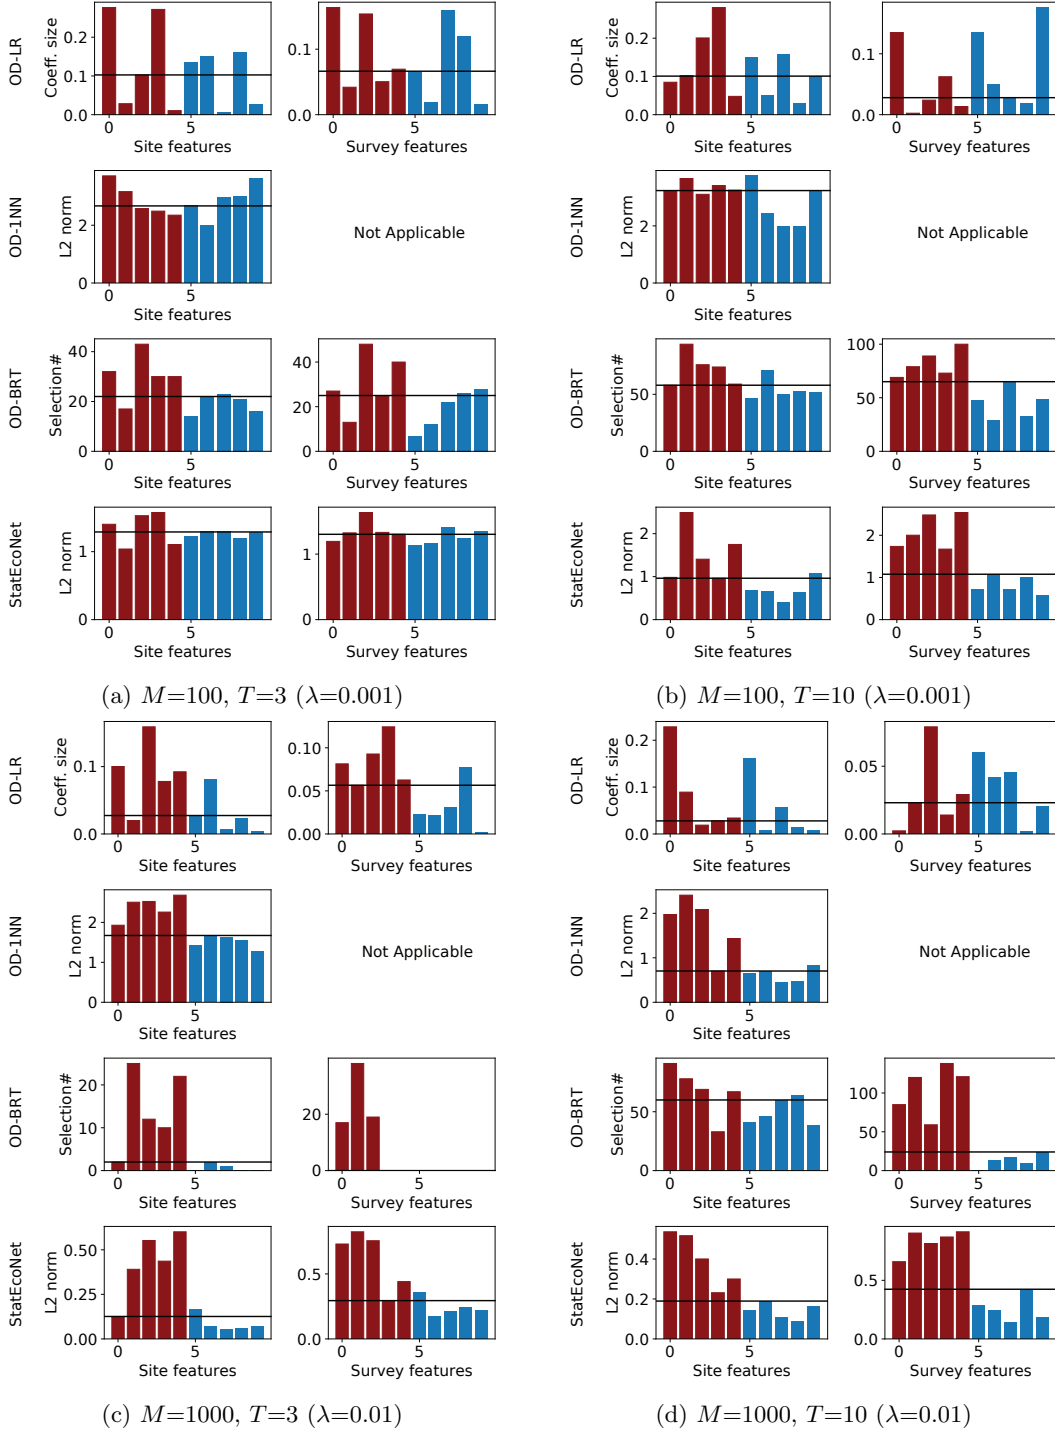 OD-LR
Coeff. size
0.2
0.1
0.0
0
5
Site features
0.1
0.0
0
5
Survey features
OD-LR
Coeff. size
0.2
0.1
0.0
0
5
Site features
0.1
0.0
0
5
Survey features
OD-1NN
L2 norm
2
0
0
5
Site features
Not Applicable
OD-1NN
L2 norm
2
0
0
5
Site features
Not Applicable
OD-BRT
Selection#
40
20
0
0
5
Site features
40
20
0
0
5
Survey features
OD-BRT
Selection#
50
0
0
5
Site features
100
50
0
0
5
Survey features
StatEcoNet
L2 norm
1
0
0
5
Site features
1
0
0
5
Survey features
StatEcoNet
L2 norm
2
1
0
0
5
Site features
2
1
0
0
5
Survey features
(a) M=100, T=3 (λ=0.001)
(b) M=100, T=10 (λ=0.001)
OD-LR
Coeff. size
0.1
0.0
0
5
Site features
0.10
0.05
0.00
0
5
Survey features
OD-LR
Coeff. size
0.2
0.1
0.0
0
5
Site features
0.05
0.00
0
5
Survey features
OD-1NN
L2 norm
2
1
0
0
5
Site features
Not Applicable
OD-1NN
L2 norm
2
1
0
0
5
Site features
Not Applicable
OD-BRT
Selection#
20
10
0
0
5
Site features
20
0
0
5
Survey features
OD-BRT
Selection#
50
0
0
5
Site features
100
50
0
0
5
Survey features
StatEcoNet
L2 norm
0.50
0.25
0.00
0
5
Site features
0.5
0.0
0
5
Survey features
StatEcoNet
L2 norm
0.4
0.2
0.0
0
5
Site features
0.5
0.0
0
5
Survey features
(c) M=1000, T=3 (λ=0.01)
(d) M=1000, T=10 (λ=0.01)